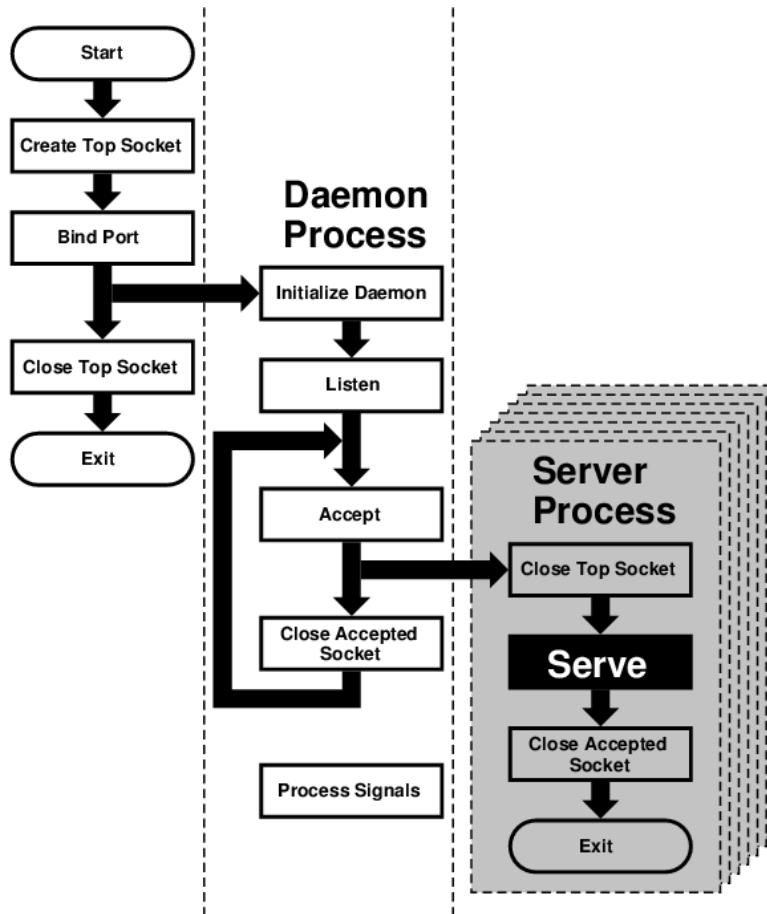 Start
Create Top Socket
Bind Port
Close Top Socket
Exit
Daemon
Process
Initialize Daemon
Listen
Accept
Close Accepted
Socket
Process Signals
Server
Process
Close Top Socket
Serve
Close Accepted
Socket
Exit